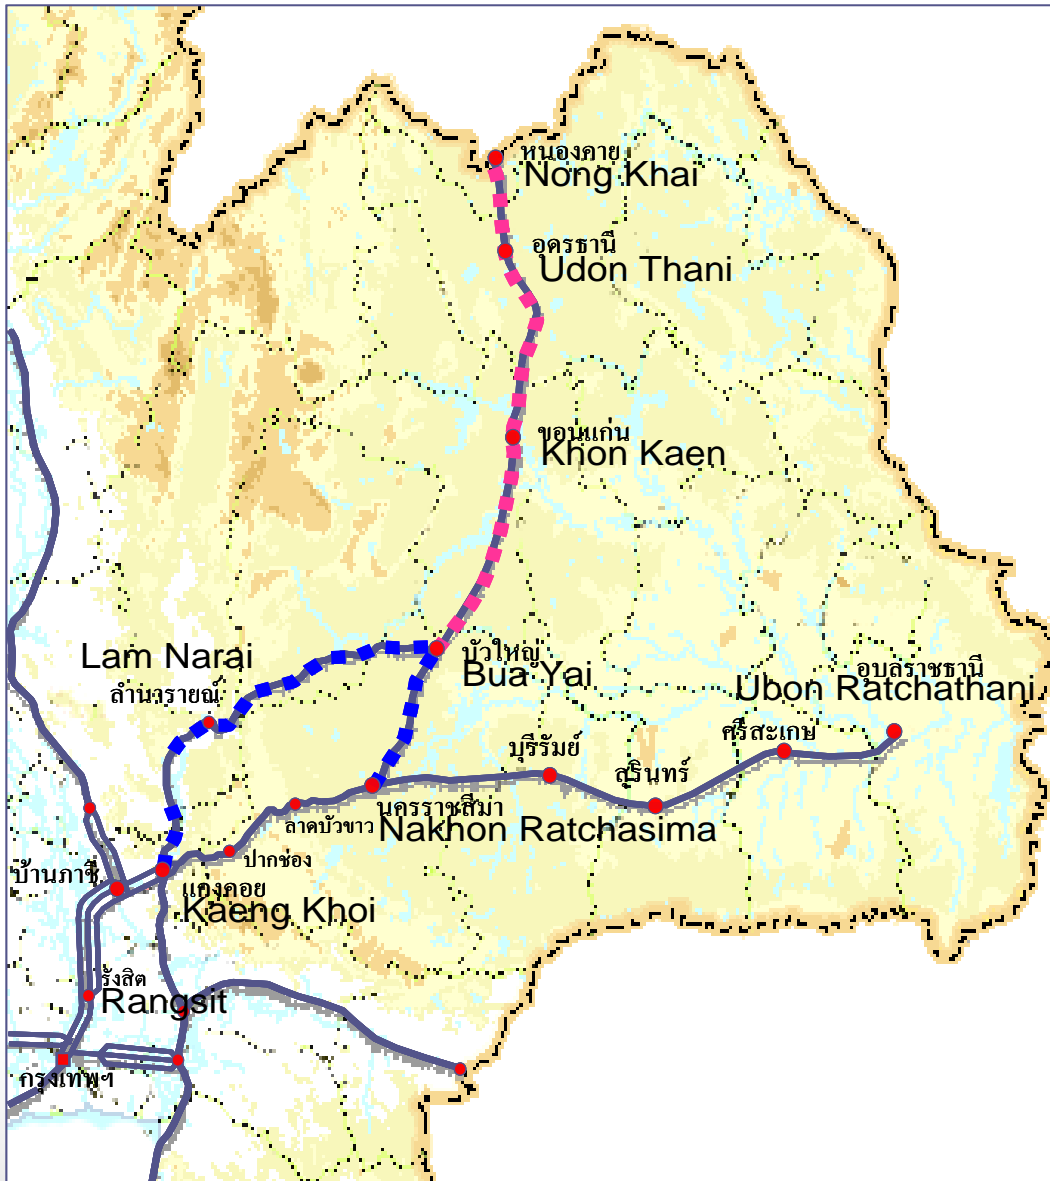 หนองคาย
Nong Khai
อุดรธานี
Udon Thani
ขอนแก่น
Khon Kaen
Lam Narai
ลำนารายณ์
บัวใหญ่
Bua Yai
อุบลราชธานี
Ubon Ratchathani
ศรีสะเกษ
บุรีรัมย์
สุรินทร์
นครราชสีมา
Nakhon Ratchasima
ลาดบัวขาว
ปากช่อง
บ้านภาชี
แก่งคอย
Kaeng Khoi
รังสิต
Rangsit
กรุงเทพฯ